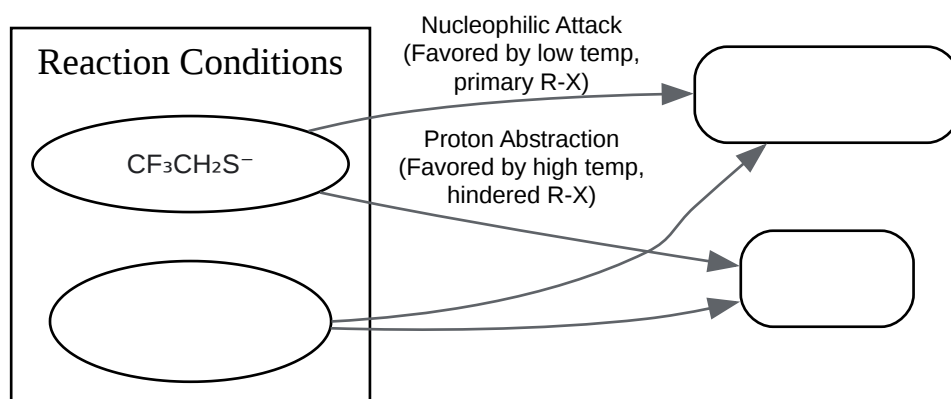 Reaction Conditions
CF₃CH₂S⁻
Nucleophilic Attack
(Favored by low temp,
primary R-X)
Proton Abstraction
(Favored by high temp,
hindered R-X)